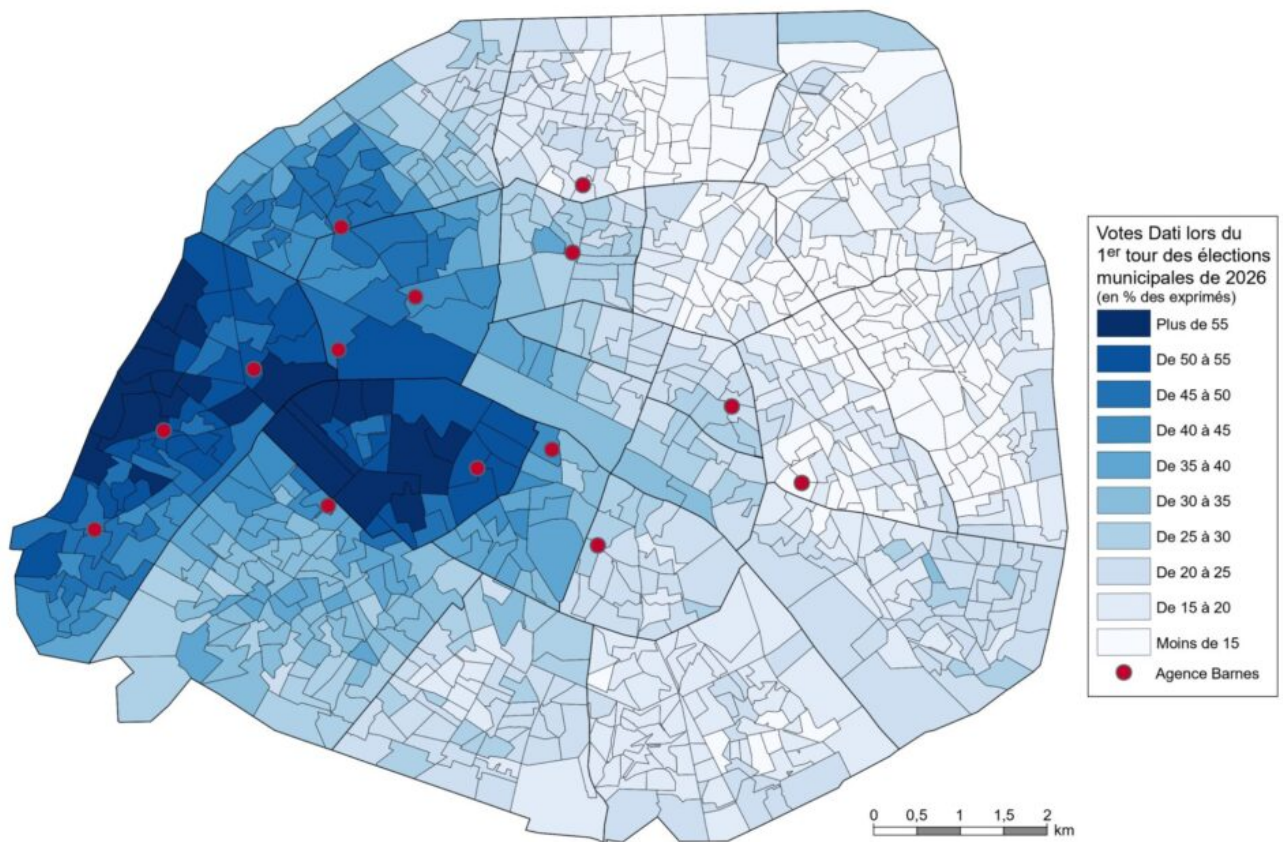 Votes Dati lors du
1er tour des élections
municipales de 2026
(en % des exprimés)
Plus de 55
De 50 à 55
De 45 à 50
De 40 à 45
De 35 à 40
De 30 à 35
De 25 à 30
De 20 à 25
De 15 à 20
Moins de 15
Agence Barnes
0 0,5 1 1,5 2
km